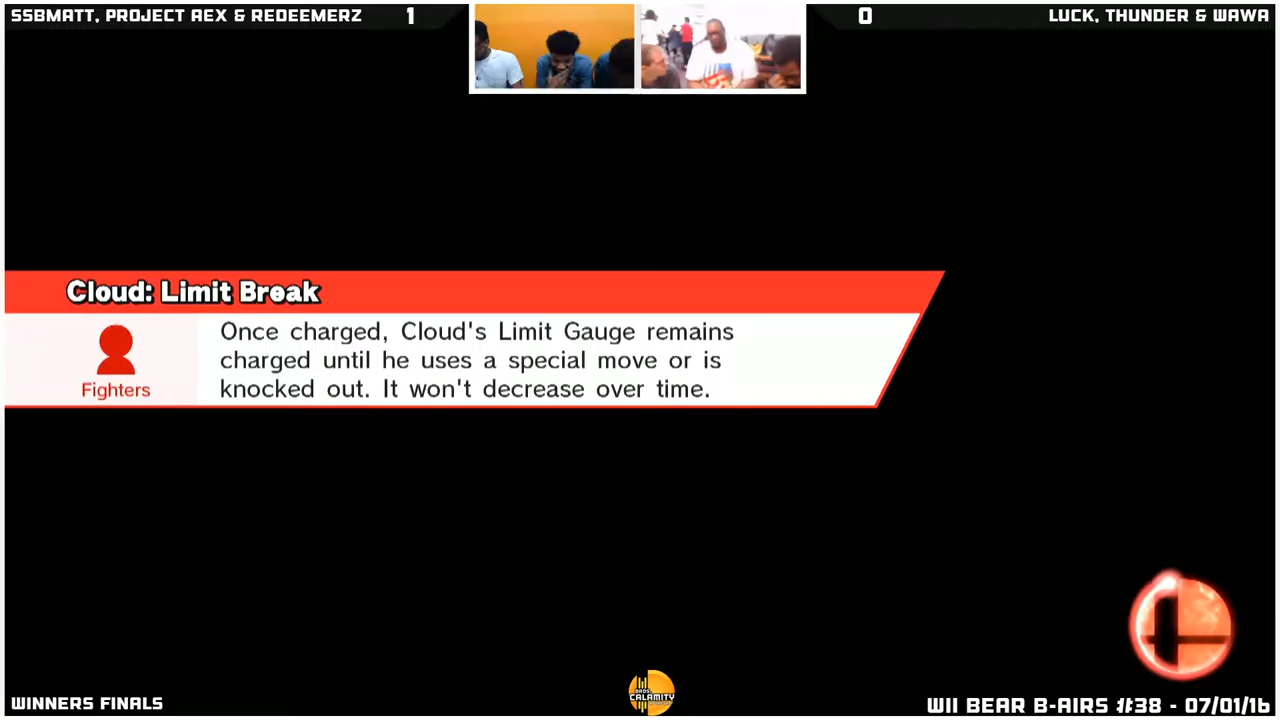 SSBMATT, PROJECT AEX & REDEEMERZ 1
0 LUCK, THUNDER & WAWA
Cloud: Limit Break
Once charged, Cloud's Limit Gauge remains
charged until he uses a special move or is
knocked out. It won't decrease over time.
Fighters
WINNERS FINALS
BROS.
CALAMITY
WII BEAR B-AIRS #38 - 07/01/16